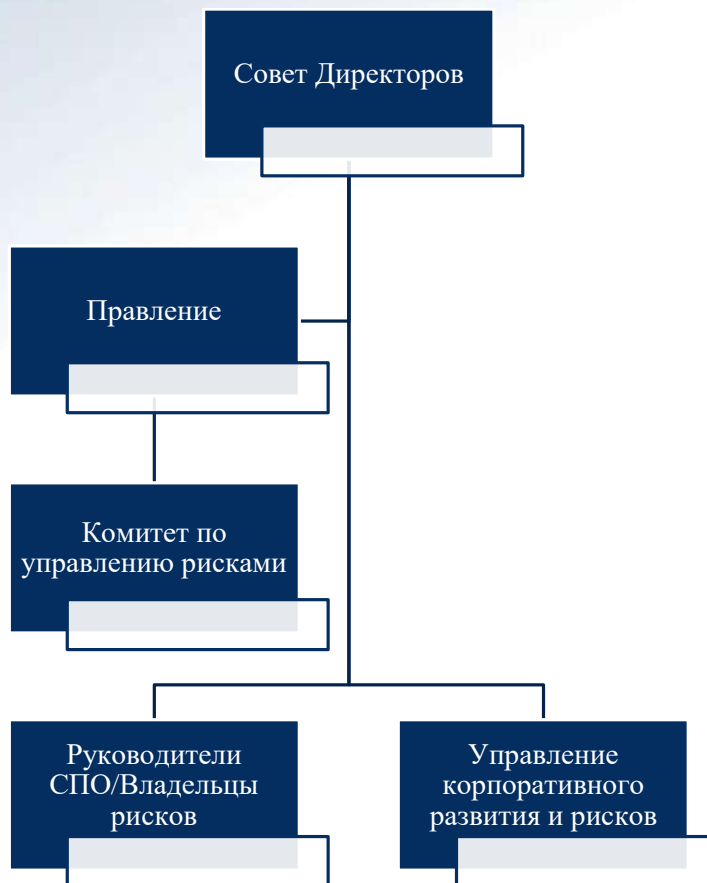 Совет Директоров
Правление
Комитет по
управлению рисками
Руководители
СПО/Владельцы
рисков
Управление
корпоративного
развития и рисков